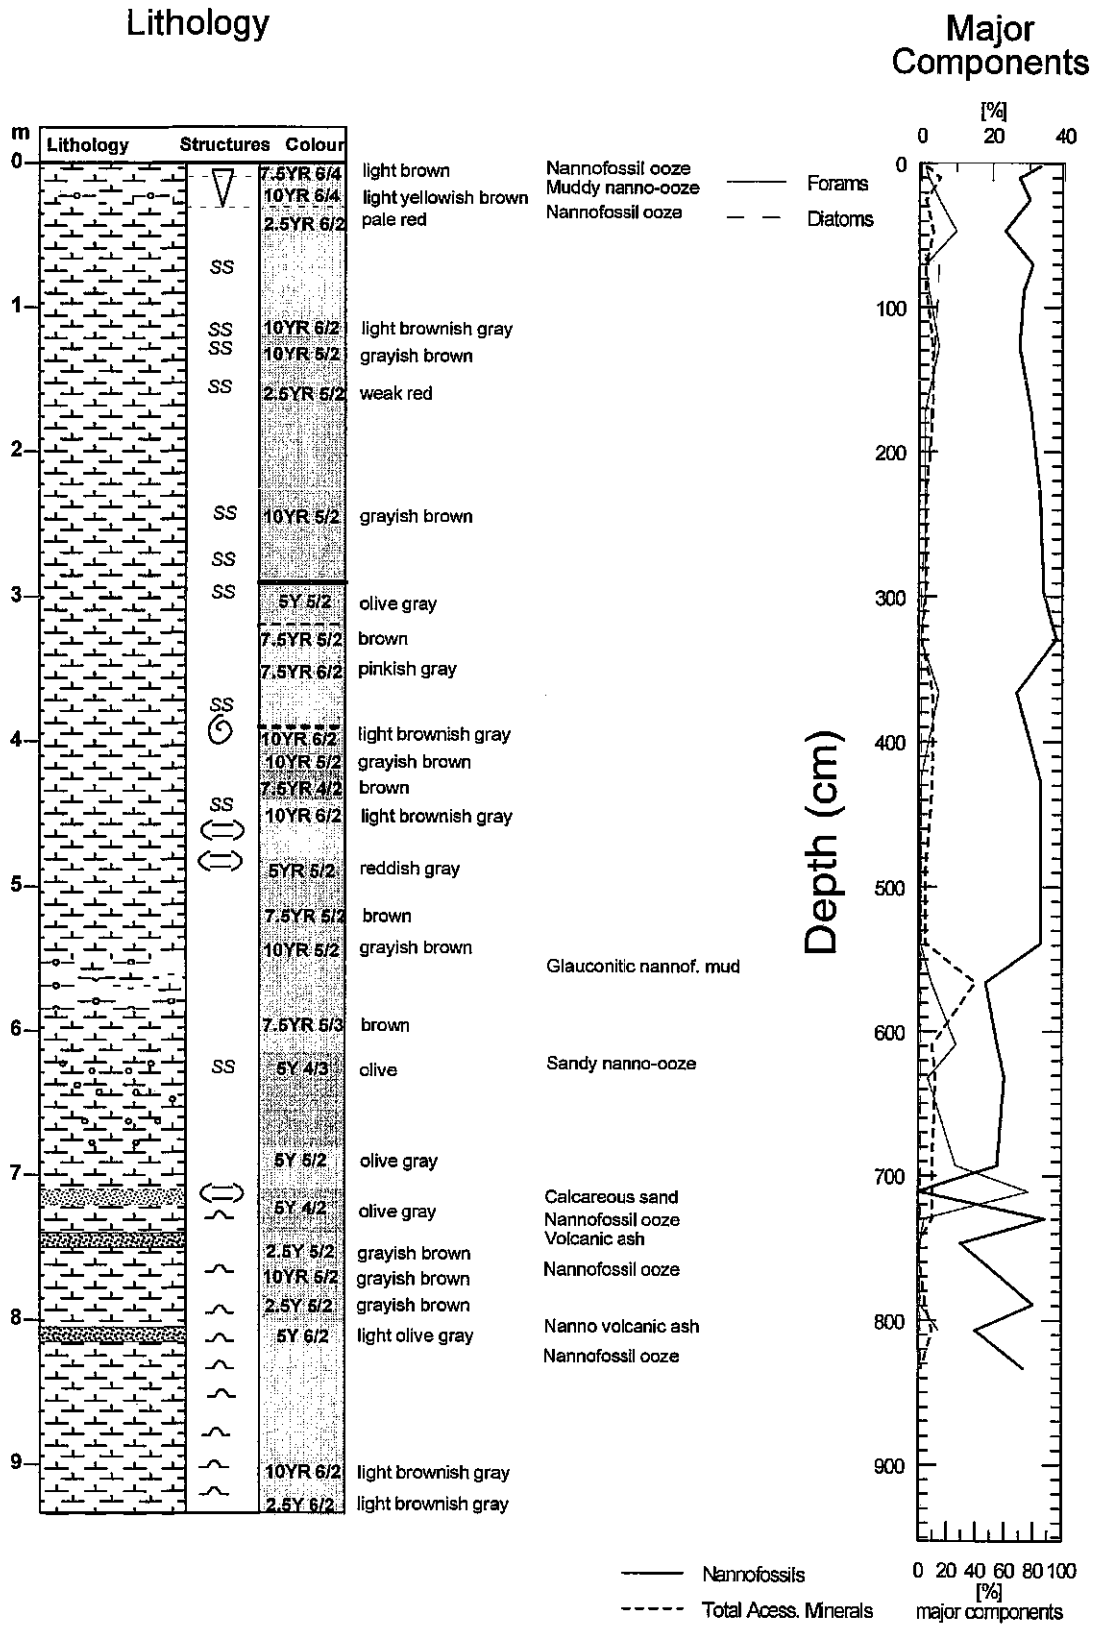 Lithology
Major
Components
[%]
0 20 40
m
Lithology Structures Colour
0
7.5YR 6/4 light brown Nannofossil ooze
10YR 6/4 light yellowish brown Muddy nanno-ooze
2.5YR 6/2 pale red Nannofossil ooze
Forams
Diatoms
SS
1
SS 10YR 6/2 light brownish gray
SS 10YR 5/2 grayish brown
SS 2.5YR 5/2 weak red
2
SS 10YR 5/2 grayish brown
SS
3
SS 5Y 5/2 olive gray
7.5YR 5/2 brown
7.5YR 6/2 pinkish gray
SS
4
10YR 6/2 light brownish gray
10YR 5/2 grayish brown
7.5YR 4/2 brown
SS 10YR 6/2 light brownish gray
5YR 5/2 reddish gray
5
7.5YR 5/2 brown
10YR 5/2 grayish brown
Glauconitic nannof. mud
6
7.5YR 5/3 brown
SS 5Y 4/3 olive Sandy nanno-ooze
7
5Y 5/2 olive gray
Calcareous sand
5Y 4/2 olive gray
Nannofossil ooze
Volcanic ash
2.5Y 5/2 grayish brown
10YR 5/2 grayish brown Nannofossil ooze
2.5Y 5/2 grayish brown
8
5Y 6/2 light olive gray Nanno volcanic ash
Nannofossil ooze
9
10YR 6/2 light brownish gray
2.5Y 6/2 light brownish gray
Depth (cm)
0
100
200
300
400
500
600
700
800
900
0 20 40 60 80 100
[%]
major components
Nannofossils
Total Acess. Minerals